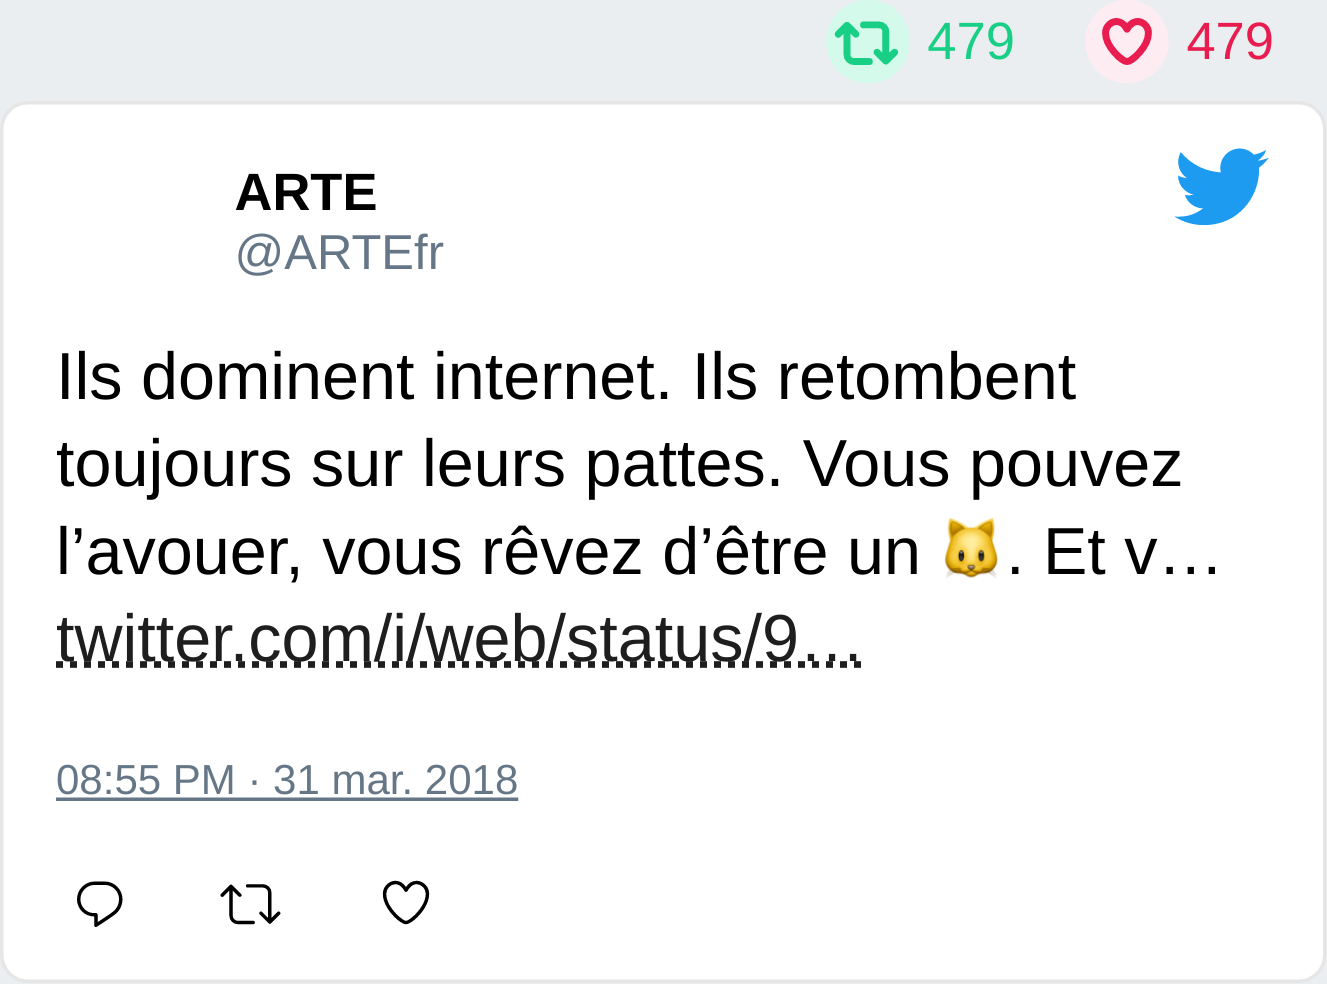 479 479
ARTE
@ARTEfr
Ils dominent internet. Ils retombent
toujours sur leurs pattes. Vous pouvez
l’avouer, vous rêvez d’être un 🐱. Et v…
twitter.com/i/web/status/9…
08:55 PM · 31 mar. 2018